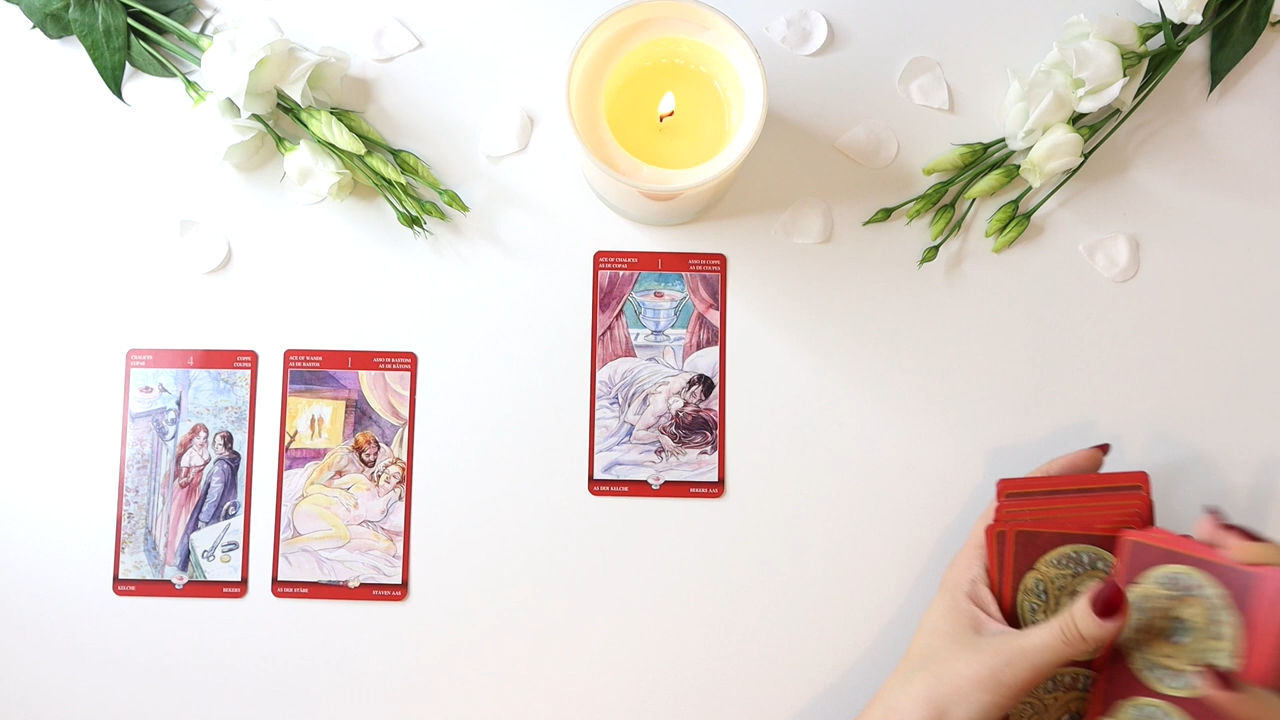 ACE OF CHALICES
AS DE COPAS
1
ASSO DI COPPE
AS DE COUPES
AS DER KELCHE
BEKERS AAS
CHALICES
COPAS
4
COPPE
COUPES
KELCHE
BEKERS
ACE OF WANDS
AS DE BASTOS
1
ASSO DI BASTONI
AS DE BÂTONS
AS DER STÄBE
STAVEN AAS